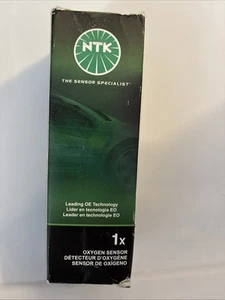 NTK
THE SENSOR SPECIALIST
Leading OE Technology
Líder en tecnología EO
Leader en technologie EO
1x
OXYGEN SENSOR
DÉTECTEUR D'OXYGÈNE
SENSOR DE OXÍGENO